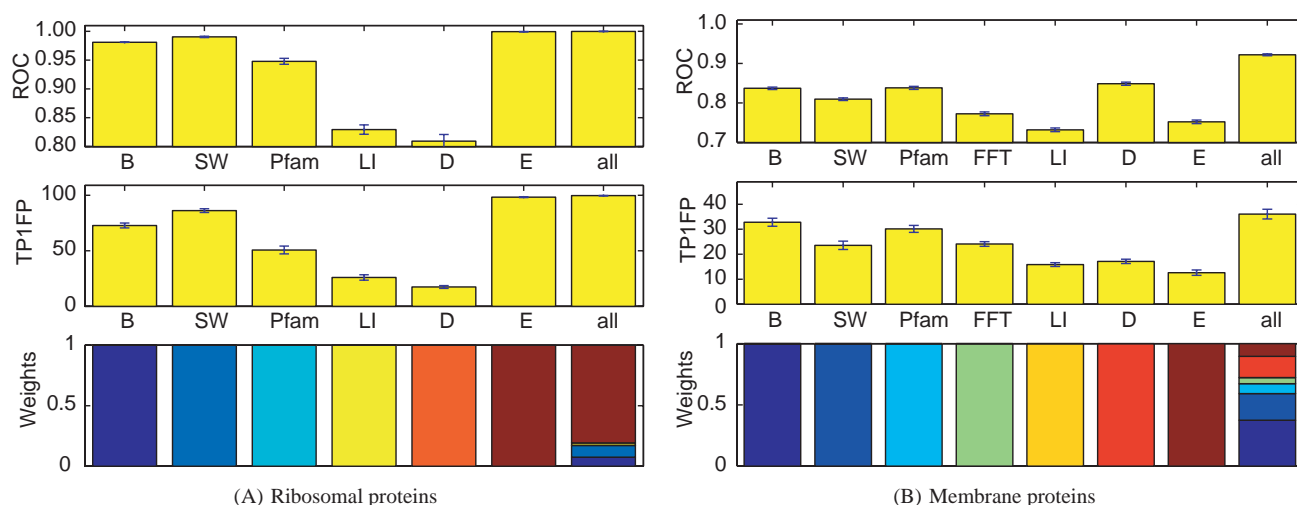 ROC
1.00
0.95
0.90
0.85
0.80
B SW Pfam LI D E all
TP1FP
100
50
0
B SW Pfam LI D E all
Weights
1
0.5
0
(A) Ribosomal proteins
ROC
1.0
0.9
0.8
0.7
B SW Pfam FFT LI D E all
TP1FP
40
30
20
10
0
B SW Pfam FFT LI D E all
Weights
1
0.5
0
(B) Membrane proteins